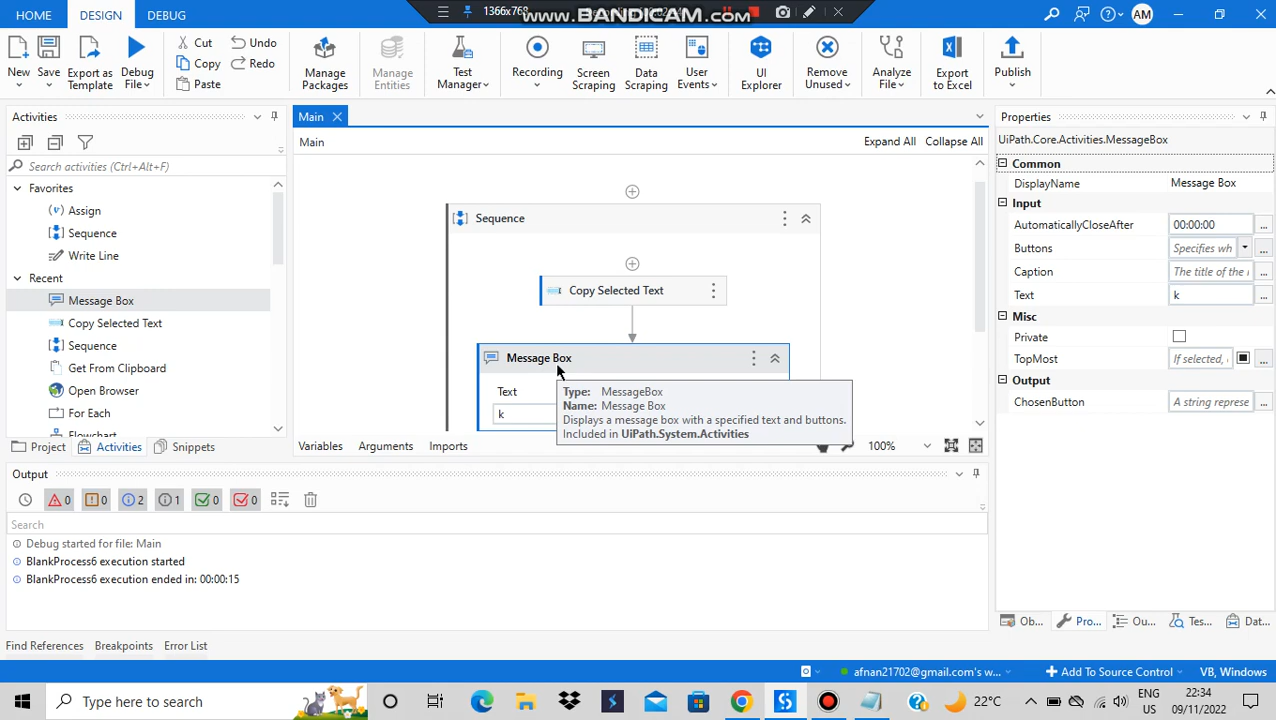 HOME
DESIGN
DEBUG
1366x768
www.BANDICAM.com
AM
New
Save
Export as Template
Debug File
Cut
Copy
Paste
Undo
Redo
Manage Packages
Manage Entities
Test Manager
Recording
Screen Scraping
Data Scraping
User Events
UI Explorer
Remove Unused
Analyze File
Export to Excel
Publish
Activities
Search activities (Ctrl+Alt+F)
Favorites
Assign
Sequence
Write Line
Recent
Message Box
Copy Selected Text
Sequence
Get From Clipboard
Open Browser
For Each
Flowchart
Project
Activities
Snippets
Main
Main
Expand All
Collapse All
Sequence
Copy Selected Text
Message Box
Text
k
Type: MessageBox
Name: Message Box
Displays a message box with a specified text and buttons.
Included in UiPath.System.Activities
Variables
Arguments
Imports
100%
Properties
UiPath.Core.Activities.MessageBox
Common
DisplayName
Message Box
Input
AutomaticallyCloseAfter
00:00:00
...
Buttons
Specifies wh
...
Caption
The title of the
...
Text
k
...
Misc
Private
TopMost
If selected,
...
Output
ChosenButton
A string represe
...
Ob...
Pro...
Ou...
Tes...
Dat...
Output
0
0
2
1
0
0
Search
Debug started for file: Main
BlankProcess6 execution started
BlankProcess6 execution ended in: 00:00:15
Find References
Breakpoints
Error List
afnan21702@gmail.com's w...
Add To Source Control
VB, Windows
Type here to search
22°C
ENG
US
22:34
09/11/2022